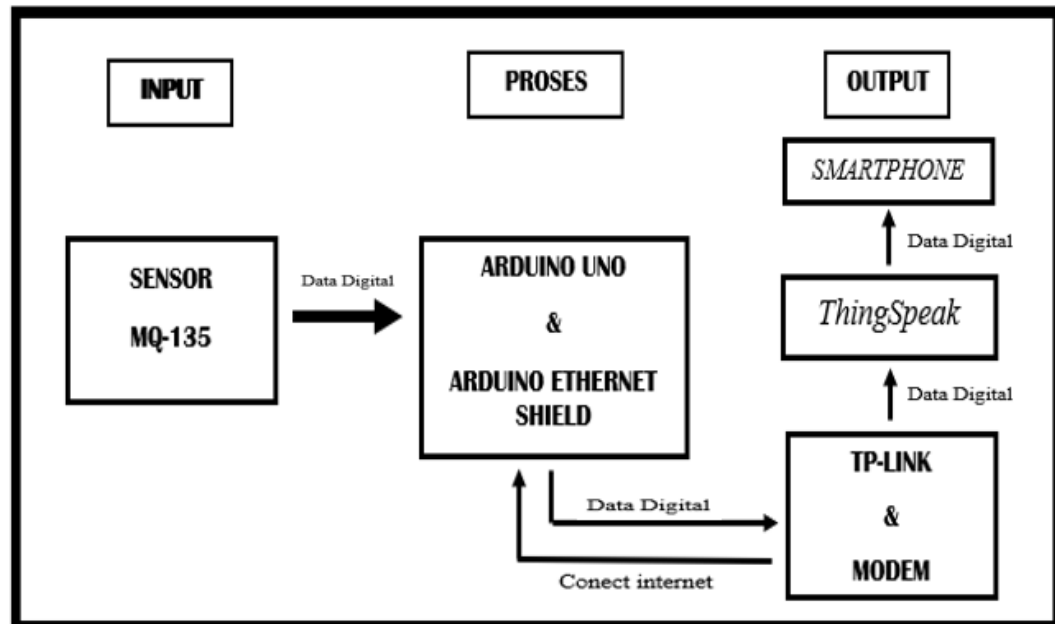 INPUT
PROSES
OUTPUT
SMARTPHONE
Data Digital
SENSOR
MQ-135
Data Digital
ARDUINO UNO
&
ARDUINO ETHERNET
SHIELD
ThingSpeak
Data Digital
TP-LINK
&
MODEM
Data Digital
Conect internet